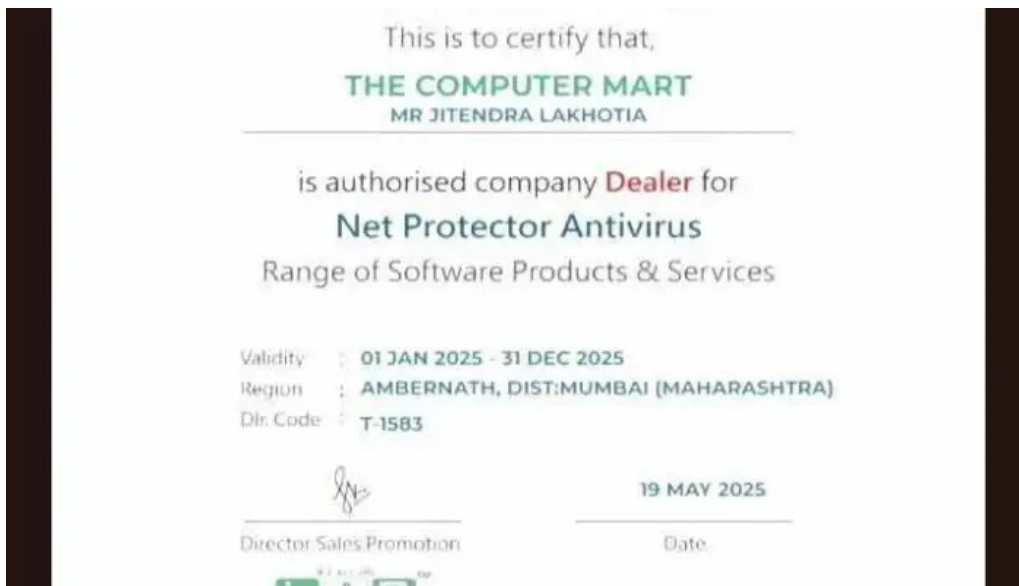 This is to certify that,
THE COMPUTER MART
MR JITENDRA LAKHOTIA
is authorised company Dealer for
Net Protector Antivirus
Range of Software Products & Services
Validity : 01 JAN 2025 - 31 DEC 2025
Region : AMBERNATH, DIST:MUMBAI (MAHARASHTRA)
Dlr. Code : T-1583
19 MAY 2025
Director Sales Promotion
Date